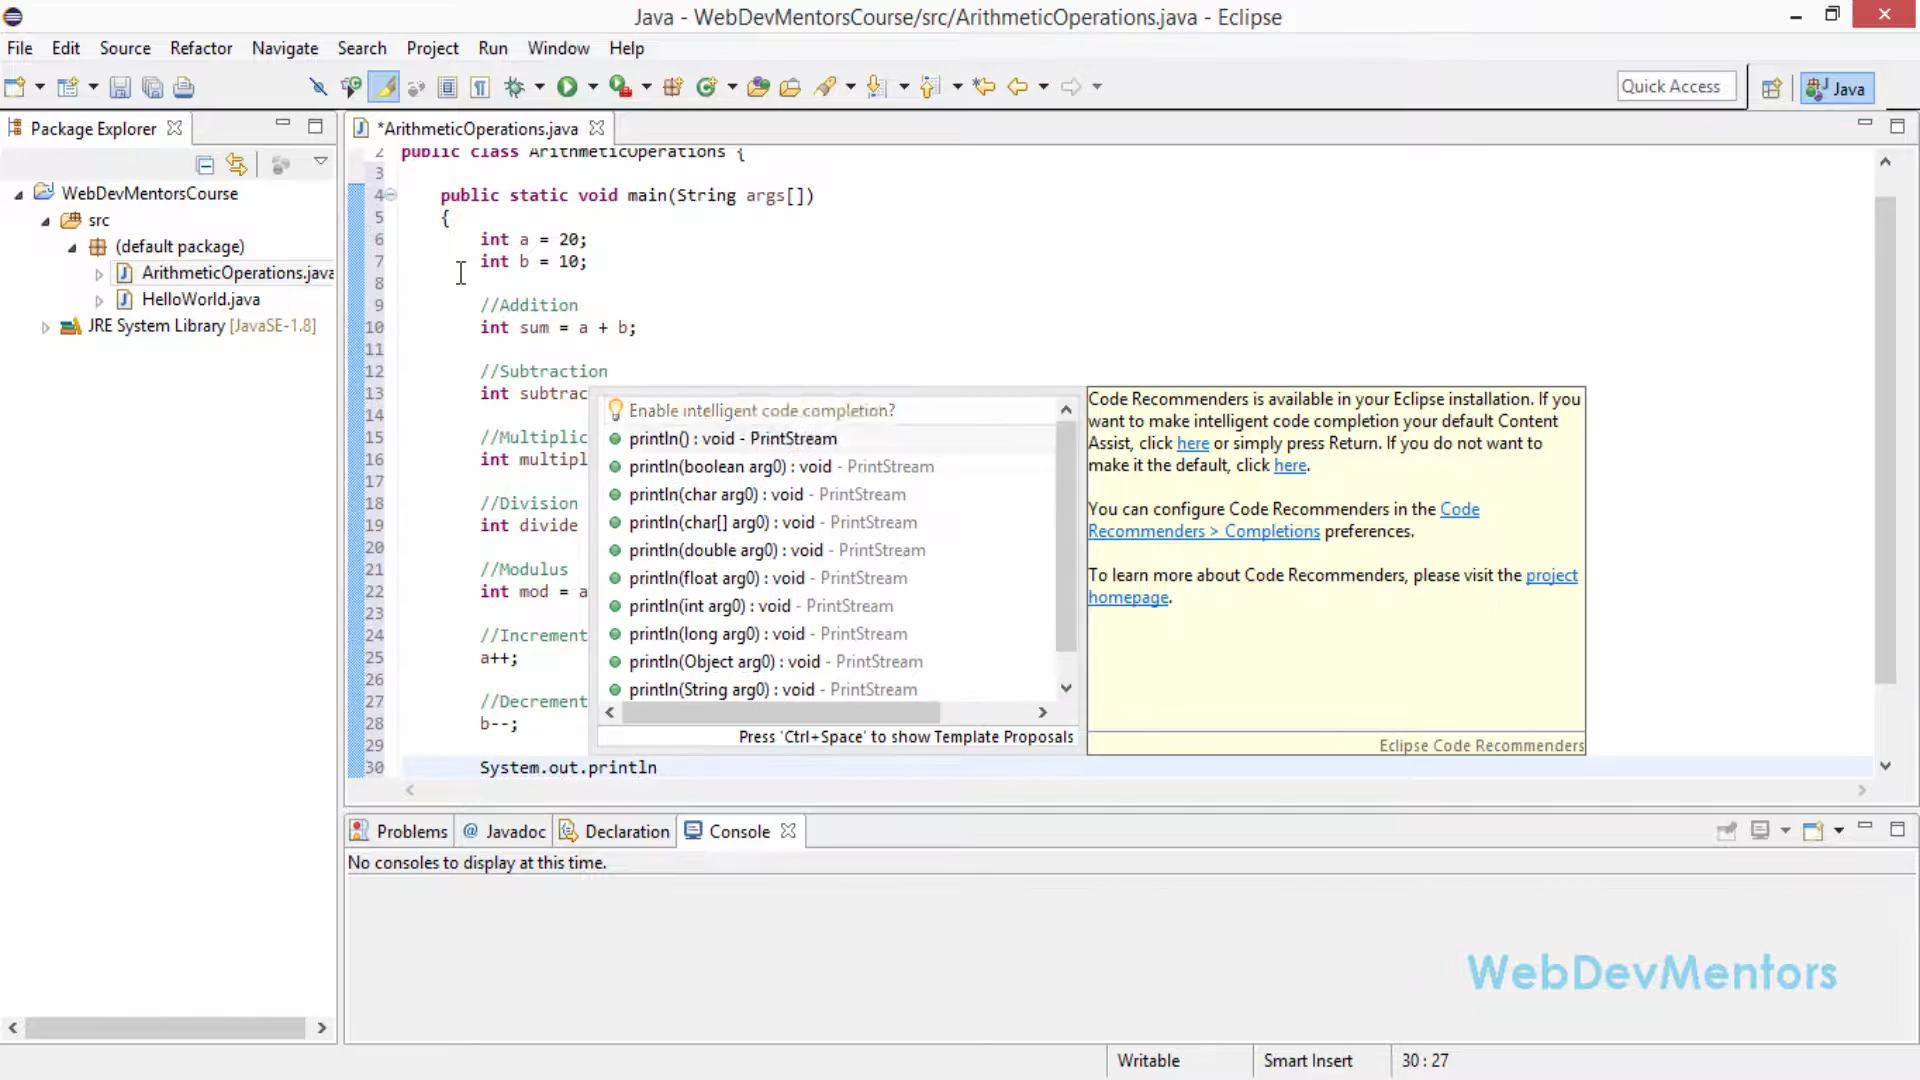 Java - WebDevMentorsCourse/src/ArithmeticOperations.java - Eclipse
File Edit Source Refactor Navigate Search Project Run Window Help
Quick Access
Java
Package Explorer
WebDevMentorsCourse
src
(default package)
ArithmeticOperations.java
HelloWorld.java
JRE System Library [JavaSE-1.8]
*ArithmeticOperations.java
2 public class ArithmeticOperations {
3
4 public static void main(String args[])
5 {
6 int a = 20;
7 int b = 10;
8
9 //Addition
10 int sum = a + b;
11
12 //Subtraction
13 int subtrac
14
15 //Multiplic
16 int multipl
17
18 //Division
19 int divide
20
21 //Modulus
22 int mod = a
23
24 //Increment
25 a++;
26
27 //Decrement
28 b--;
29
30 System.out.println
Enable intelligent code completion?
println() : void - PrintStream
println(boolean arg0) : void - PrintStream
println(char arg0) : void - PrintStream
println(char[] arg0) : void - PrintStream
println(double arg0) : void - PrintStream
println(float arg0) : void - PrintStream
println(int arg0) : void - PrintStream
println(long arg0) : void - PrintStream
println(Object arg0) : void - PrintStream
println(String arg0) : void - PrintStream
Press 'Ctrl+Space' to show Template Proposals
Code Recommenders is available in your Eclipse installation. If you
want to make intelligent code completion your default Content
Assist, click here or simply press Return. If you do not want to
make it the default, click here.
You can configure Code Recommenders in the Code
Recommenders > Completions preferences.
To learn more about Code Recommenders, please visit the project
homepage.
Eclipse Code Recommenders
Problems @ Javadoc Declaration Console
No consoles to display at this time.
WebDevMentors
Writable Smart Insert 30 : 27